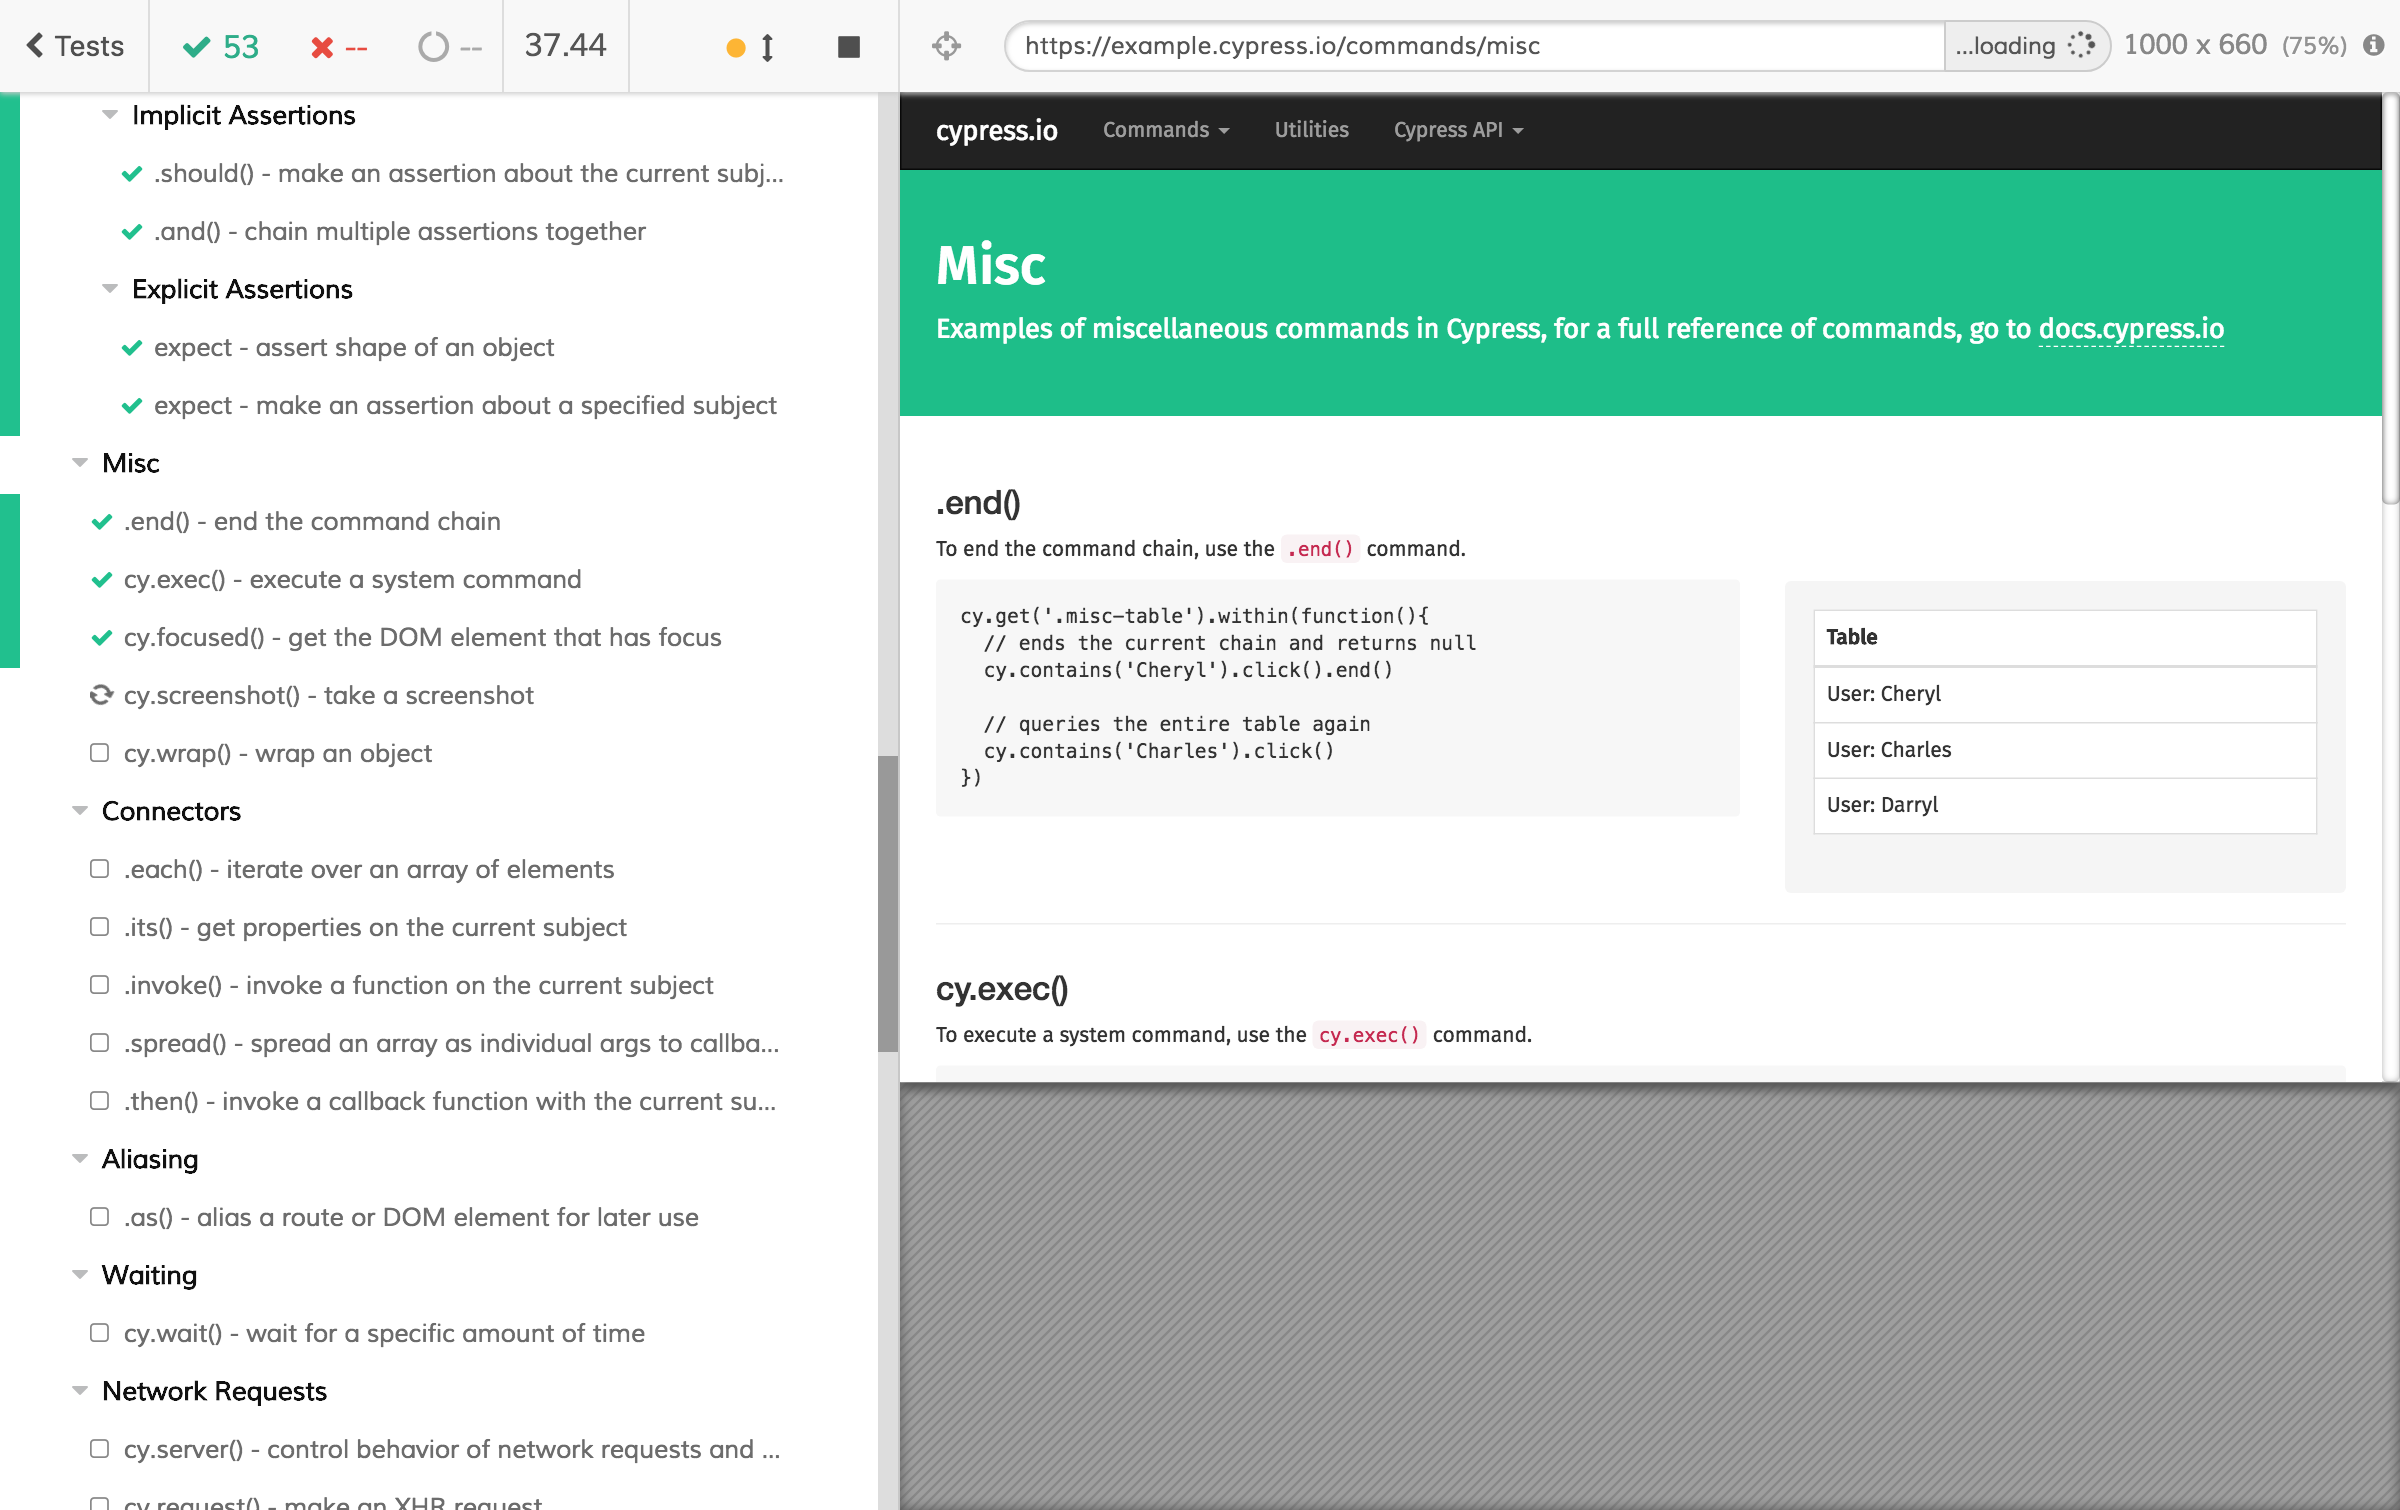 Tests
53
--
--
37.44
https://example.cypress.io/commands/misc
...loading
1000 x 660 (75%)
Implicit Assertions
.should() - make an assertion about the current subj...
.and() - chain multiple assertions together
Explicit Assertions
expect - assert shape of an object
expect - make an assertion about a specified subject
Misc
.end() - end the command chain
cy.exec() - execute a system command
cy.focused() - get the DOM element that has focus
cy.screenshot() - take a screenshot
cy.wrap() - wrap an object
Connectors
.each() - iterate over an array of elements
.its() - get properties on the current subject
.invoke() - invoke a function on the current subject
.spread() - spread an array as individual args to callba...
.then() - invoke a callback function with the current su...
Aliasing
.as() - alias a route or DOM element for later use
Waiting
cy.wait() - wait for a specific amount of time
Network Requests
cy.server() - control behavior of network requests and ...
cy.request() - make an XHR request
cypress.io
Commands
Utilities
Cypress API
Misc
Examples of miscellaneous commands in Cypress, for a full reference of commands, go to docs.cypress.io
.end()
To end the command chain, use the .end() command.
cy.get('.misc-table').within(function(){
// ends the current chain and returns null
cy.contains('Cheryl').click().end()
// queries the entire table again
cy.contains('Charles').click()
})
Table
User: Cheryl
User: Charles
User: Darryl
cy.exec()
To execute a system command, use the cy.exec() command.